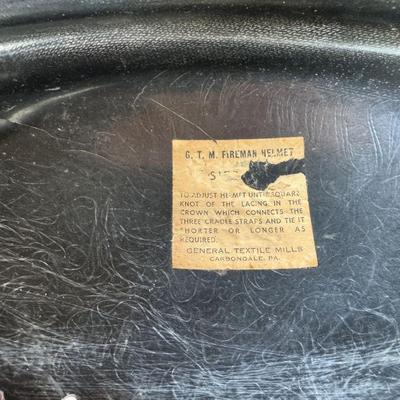 G. T. M. FIREMAN HELMET
TO ADJUST HELMET UNTIE SQUARE
KNOT OF THE LACING IN THE
CROWN WHICH CONNECTS THE
THREE CRADLE STRAPS AND TIE IT
SHORTER OR LONGER AS
REQUIRED.
GENERAL TEXTILE MILLS
CARBONDALE, PA.